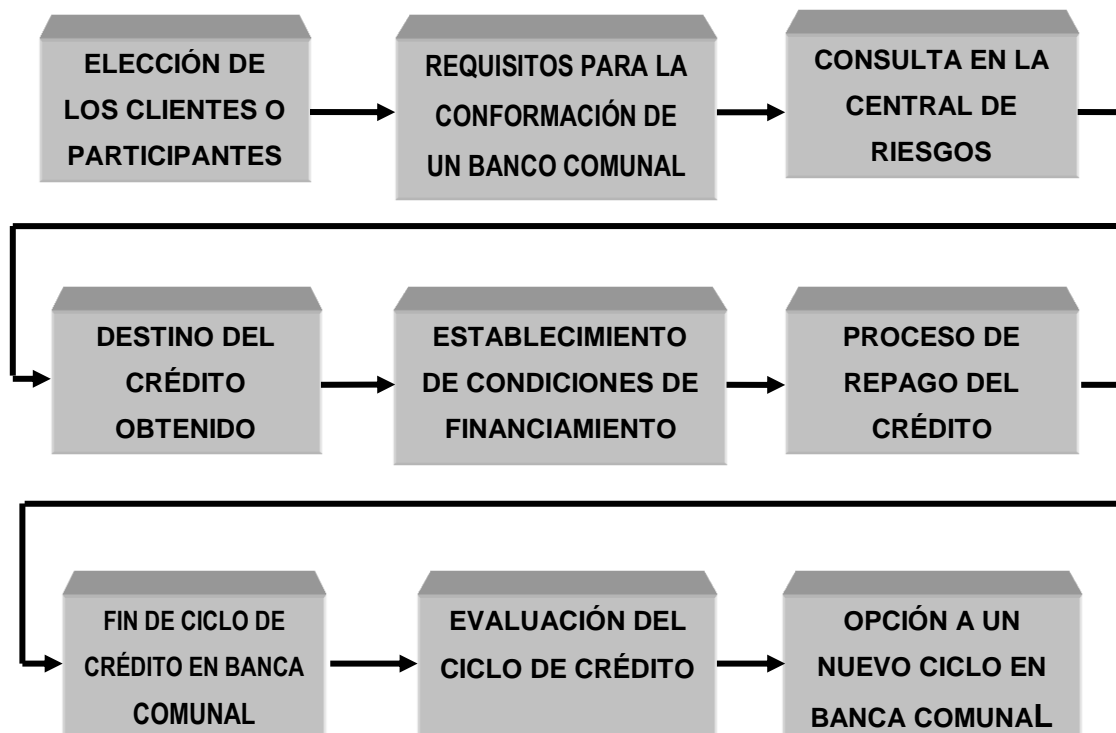 ELECCIÓN DE
LOS CLIENTES O
PARTICIPANTES
REQUISITOS PARA LA
CONFORMACIÓN DE
UN BANCO COMUNAL
CONSULTA EN LA
CENTRAL DE
RIESGOS
DESTINO DEL
CRÉDITO
OBTENIDO
ESTABLECIMIENTO
DE CONDICIONES DE
FINANCIAMIENTO
PROCESO DE
REPAGO DEL
CRÉDITO
FIN DE CICLO DE
CRÉDITO EN BANCA
COMUNAL
EVALUACIÓN DEL
CICLO DE CRÉDITO
OPCIÓN A UN
NUEVO CICLO EN
BANCA COMUNAL